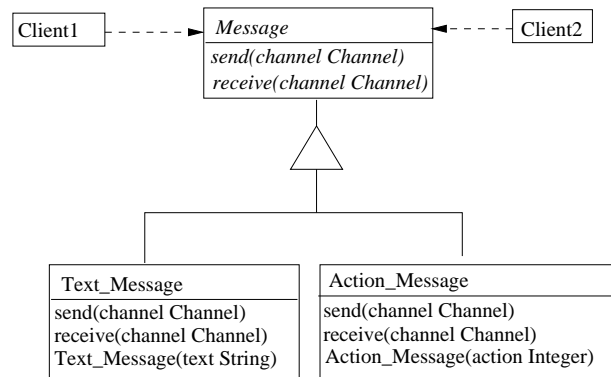 Client1
Message
Client2
send(channel Channel)
receive(channel Channel)
Text_Message
send(channel Channel)
receive(channel Channel)
Text_Message(text String)
Action_Message
send(channel Channel)
receive(channel Channel)
Action_Message(action Integer)